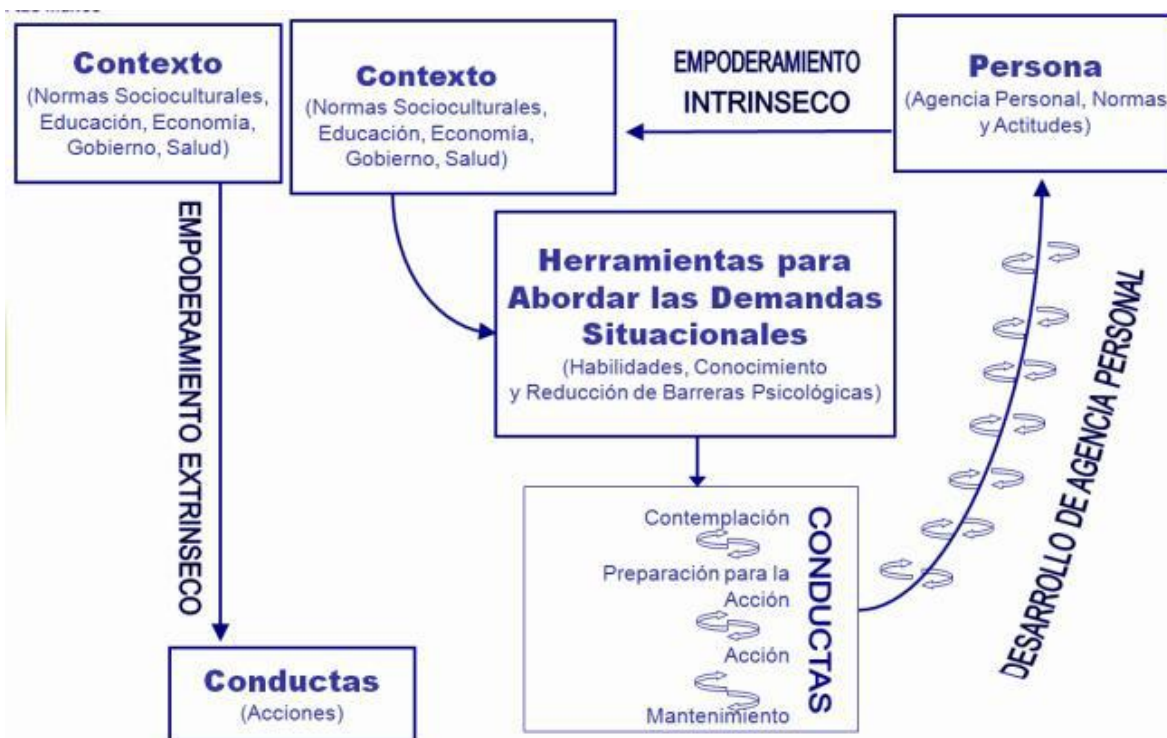 Contexto
(Normas Socioculturales,
Educación, Economía,
Gobierno, Salud)
EMPODERAMIENTO EXTRINSECO
Conductas
(Acciones)
Contexto
(Normas Socioculturales,
Educación, Economía,
Gobierno, Salud)
EMPODERAMIENTO
INTRINSECO
Persona
(Agencia Personal, Normas
y Actitudes)
Herramientas para
Abordar las Demandas
Situacionales
(Habilidades, Conocimiento
y Reducción de Barreras Psicológicas)
Contemplación
Preparación para la
Acción
Acción
Mantenimiento
CONDUCTAS
DESARROLLO DE AGENCIA PERSONAL